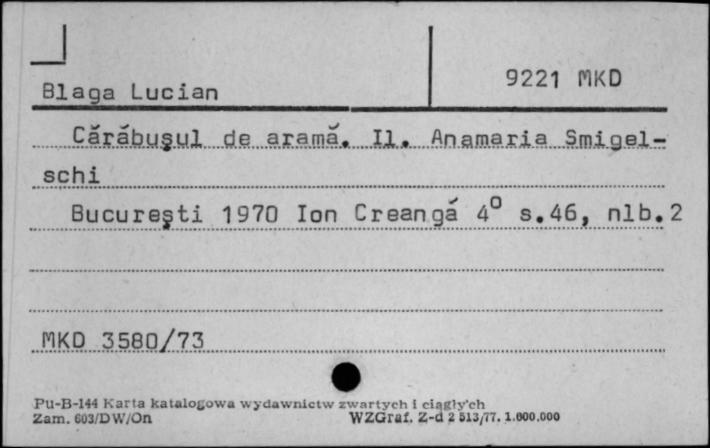 Blaga Lucian
9221 MKD
Cărăbuşul de aramă. Il. Anamaria Smigel-
schi
Bucureşti 1970 Ion Creangă 4° s.46, nlb.2
MKD 3580/73
Pu-B-144 Karta katalogowa wydawnictw zwartych i ciągłych
Zam. 603/DW/On WZGraf. Z-d 2 513/77. 1.600.000